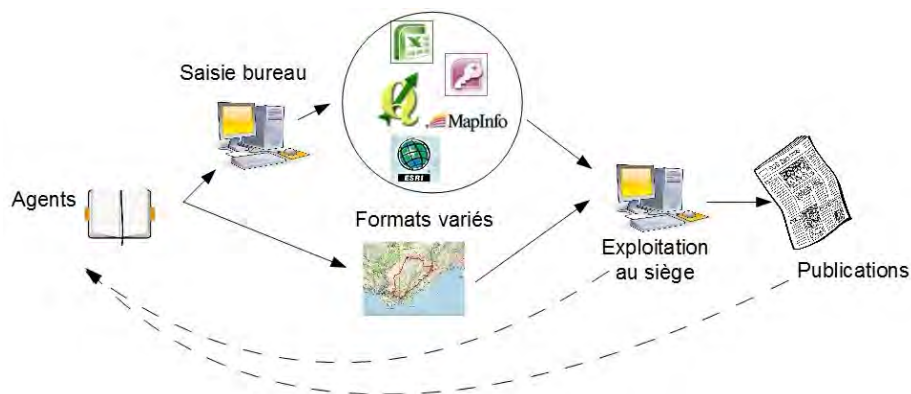 Saisie bureau
MapInfo
ESRI
Agents
Formats variés
Exploitation
au siège
Publications